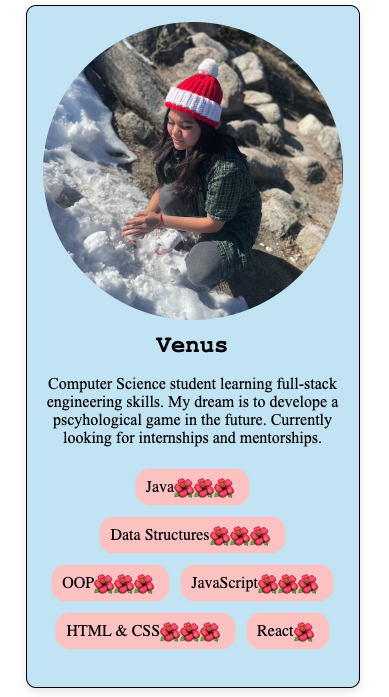 Venus
Computer Science student learning full-stack
engineering skills. My dream is to develope a
pscyhological game in the future. Currently
looking for internships and mentorships.
Java🌺🌺🌺
Data Structures🌺🌺🌺
OOP🌺🌺🌺 JavaScript🌺🌺🌺
HTML & CSS🌺🌺🌺 React🌺